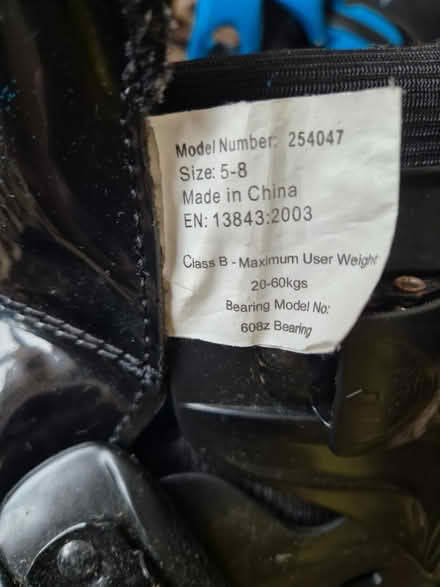 Model Number: 254047
Size: 5-8
Made in China
EN: 13843:2003
Class B - Maximum User Weight
20-60kgs
Bearing Model No:
608z Bearing